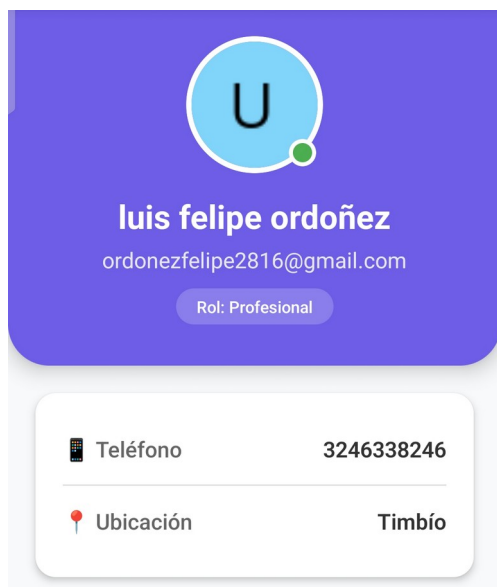 U
luis felipe ordoñez
ordonezfelipe2816@gmail.com
Rol: Profesional
Teléfono 3246338246
Ubicación Timbío